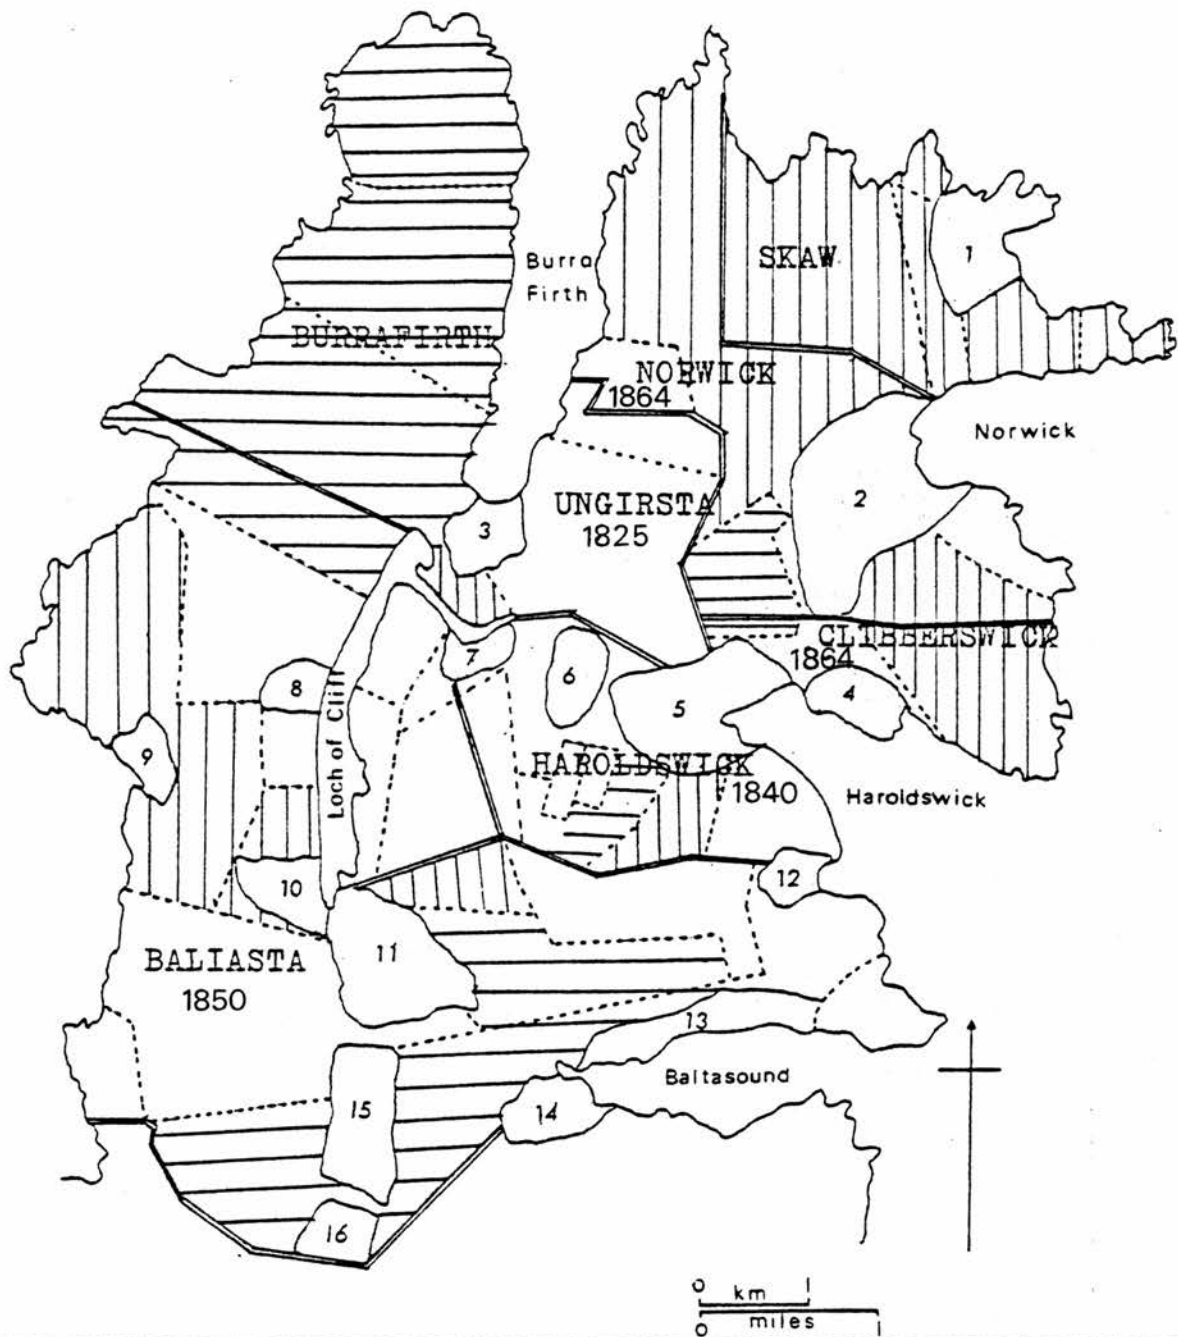 Burra
Firth
SKAW
1
BURRAFIRTH
NORWICK
1864
Norwick
UNGIRSTA
1825
2
3
CLIBBERSWICK
1864
4
5
6
7
8
Loch of Cliff
9
HAROLDSWICK
1840
Haroldswick
10
11
12
BALIASTA
1850
13
Baltasound
14
15
16
0 km 1
0 miles 1